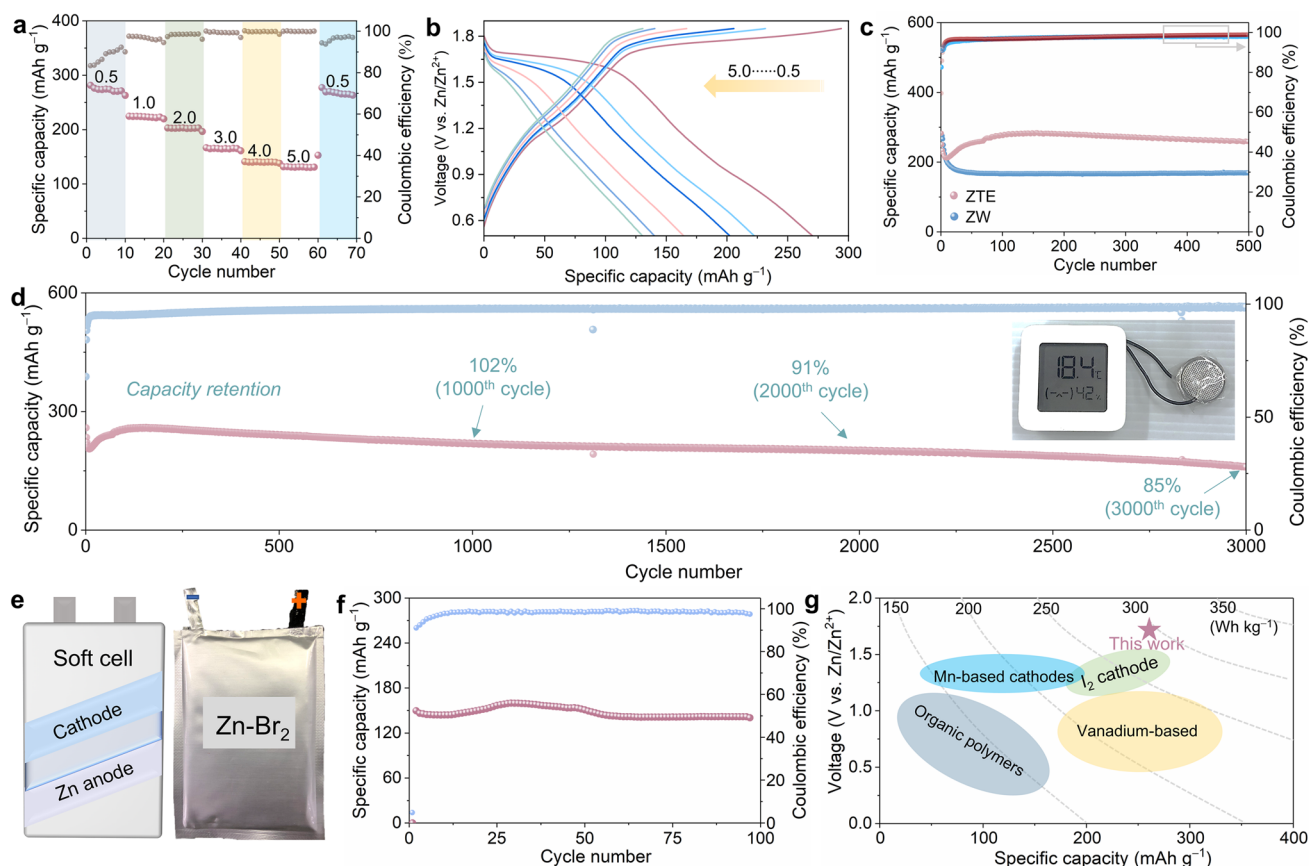 a
400
350
300
250
200
150
100
50
0
Specific capacity (mAh g⁻¹)
0.5
1.0
2.0
3.0
4.0
5.0
0.5
100
80
60
40
20
0
Coulombic efficiency (%)
0 10 20 30 40 50 60 70
Cycle number
b
1.8
1.5
1.2
0.9
0.6
Voltage (V vs. Zn/Zn²⁺)
5.0······0.5
0 50 100 150 200 250 300
Specific capacity (mAh g⁻¹)
c
600
400
200
0
Specific capacity (mAh g⁻¹)
ZTE
ZW
100
80
60
40
20
0
Coulombic efficiency (%)
0 100 200 300 400 500
Cycle number
d
600
300
0
Specific capacity (mAh g⁻¹)
Capacity retention
102%
(1000ᵗʰ cycle)
91%
(2000ᵗʰ cycle)
85%
(3000ᵗʰ cycle)
18.4℃
(-^-) 42%
100
50
0
Coulombic efficiency (%)
0 500 1000 1500 2000 2500 3000
Cycle number
e
Soft cell
Cathode
Zn anode
Zn-Br₂
f
300
240
180
120
60
0
Specific capacity (mAh g⁻¹)
100
80
60
40
20
0
Coulombic efficiency (%)
0 25 50 75 100
Cycle number
g
2.0
1.5
1.0
0.5
0.0
Voltage (V vs. Zn/Zn²⁺)
150 200 250 300 350
(Wh kg⁻¹)
This work
Mn-based cathodes
I₂ cathode
Organic polymers
Vanadium-based
0 100 200 300 400
Specific capacity (mAh g⁻¹)